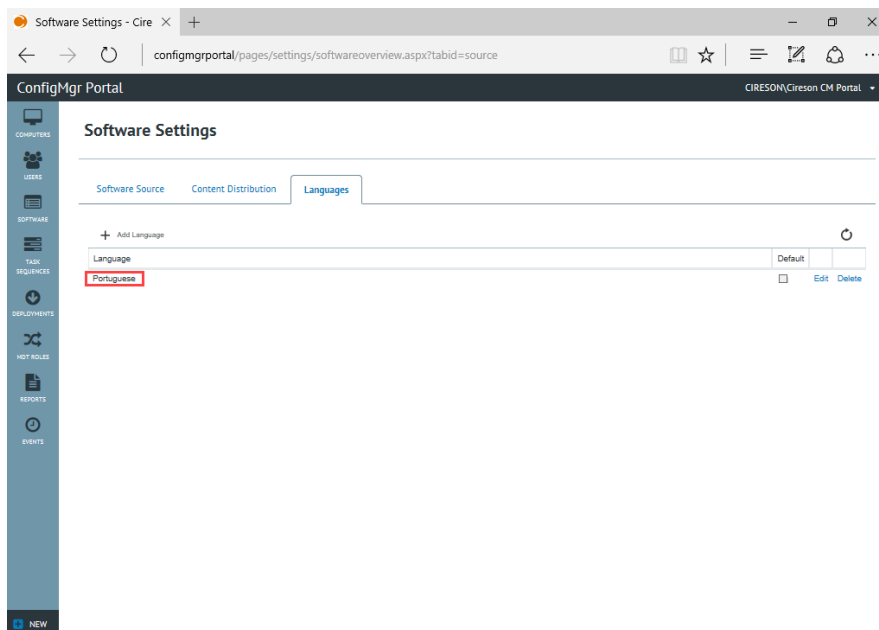 Software Settings - Cire
configmgrportal/pages/settings/softwareoverview.aspx?tabid=source
ConfigMgr Portal
CIRESON\Cireson CM Portal
COMPUTERS
USERS
SOFTWARE
TASK
SEQUENCES
DEPLOYMENTS
MDT ROLES
REPORTS
EVENTS
NEW
Software Settings
Software Source Content Distribution Languages
Add Language
Language Default
Portuguese Edit Delete